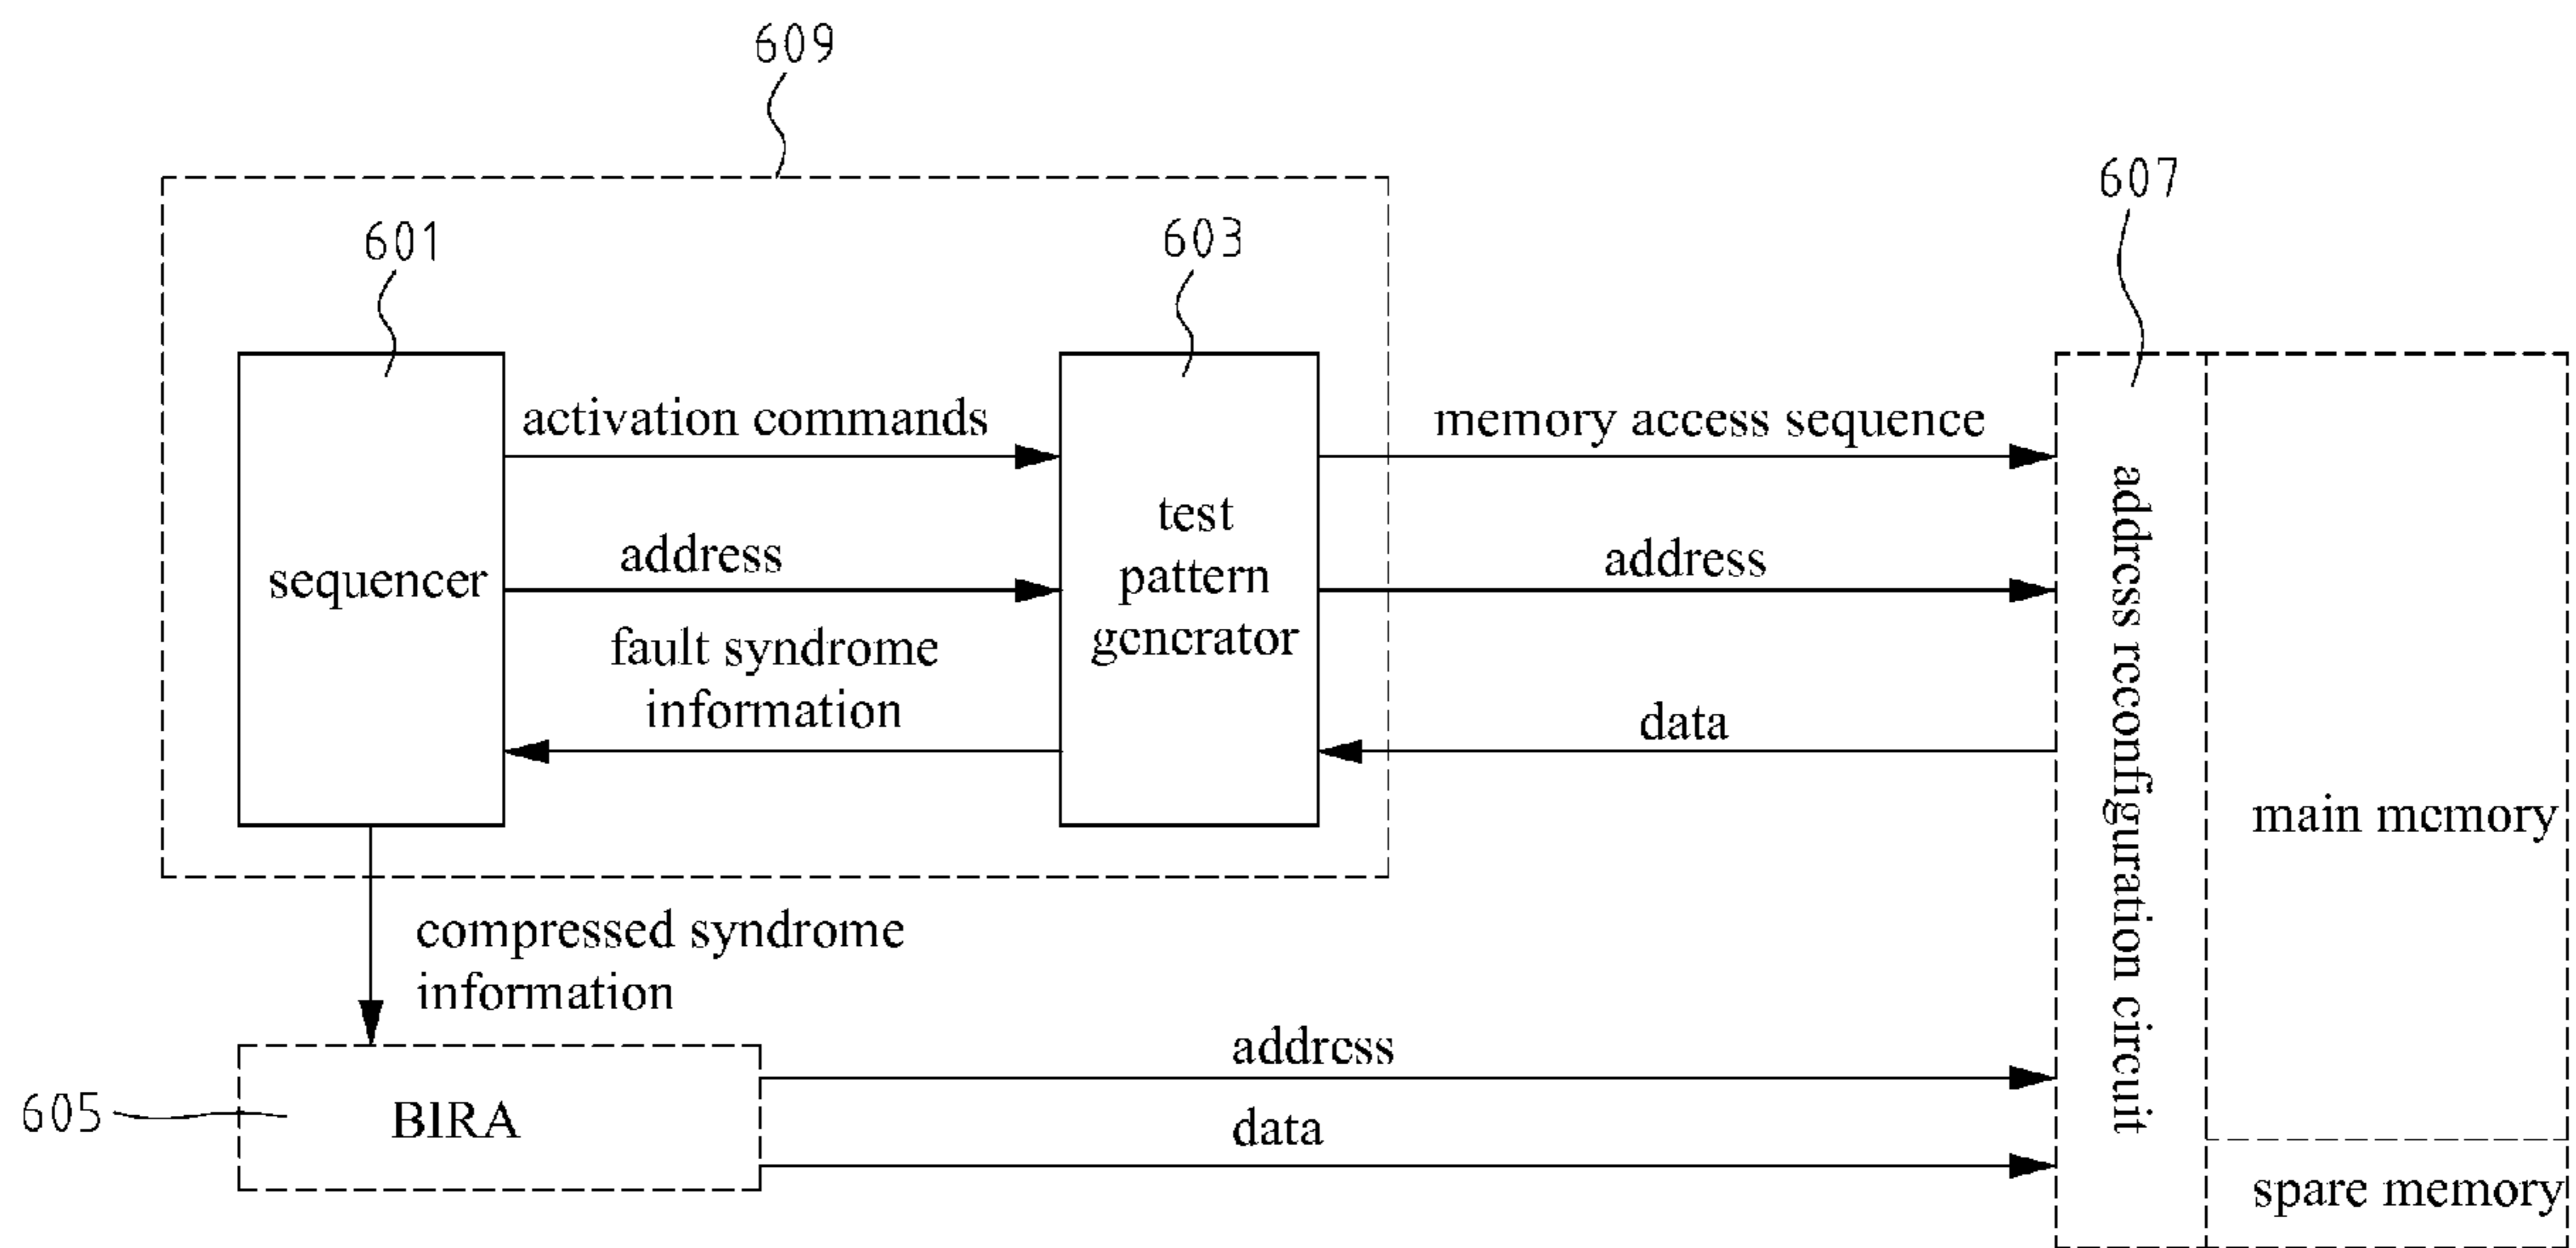 609
607
601
603
activation commands
memory access sequence
sequencer
address
test
pattern
generator
address
fault syndrome
information
data
address reconfiguration circuit
main memory
compressed syndrome
information
605
BIRA
address
data
spare memory